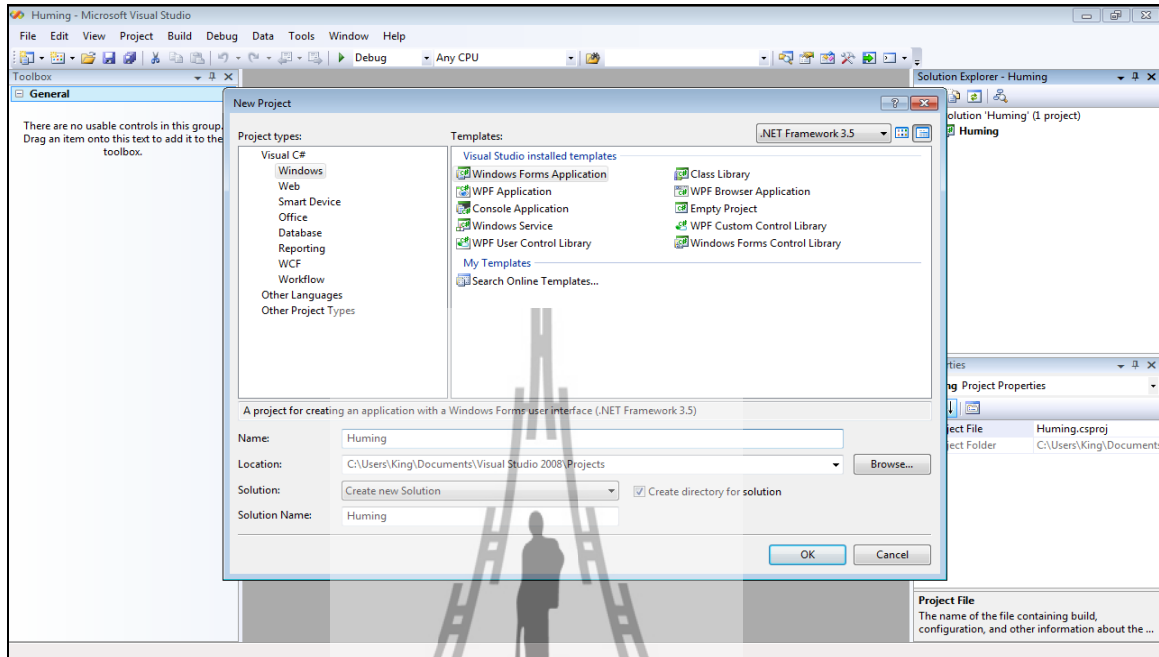 Huming - Microsoft Visual Studio
File Edit View Project Build Debug Data Tools Window Help
Debug Any CPU
Toolbox
General
There are no usable controls in this group.
Drag an item onto this text to add it to the
toolbox.
New Project
Project types:
Visual C#
Windows
Web
Smart Device
Office
Database
Reporting
WCF
Workflow
Other Languages
Other Project Types
Templates:
.NET Framework 3.5
Visual Studio installed templates
Windows Forms Application
WPF Application
Console Application
Windows Service
WPF User Control Library
Class Library
WPF Browser Application
Empty Project
WPF Custom Control Library
Windows Forms Control Library
My Templates
Search Online Templates...
A project for creating an application with a Windows Forms user interface (.NET Framework 3.5)
Name: Huming
Location: C:\Users\King\Documents\Visual Studio 2008\Projects Browse...
Solution: Create new Solution Create directory for solution
Solution Name: Huming
OK Cancel
Solution Explorer - Huming
olution 'Huming' (1 project)
Huming
rties
ng Project Properties
ject File Huming.csproj
ject Folder C:\Users\King\Documents
Project File
The name of the file containing build,
configuration, and other information about the ...